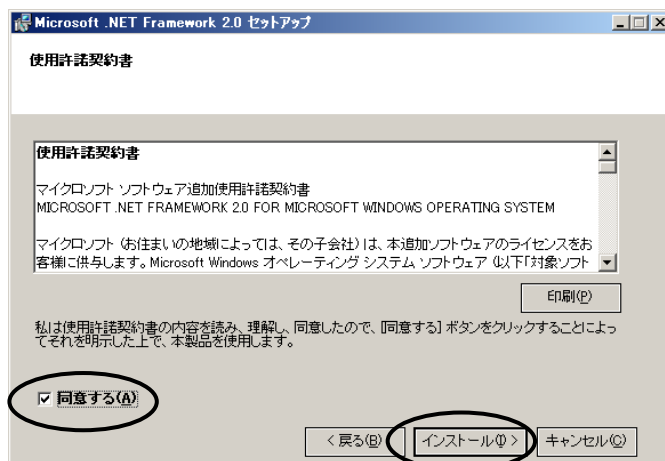 Microsoft .NET Framework 2.0 セットアップ
使用許諾契約書
使用許諾契約書
マイクロソフト ソフトウェア追加使用許諾契約書
MICROSOFT .NET FRAMEWORK 2.0 FOR MICROSOFT WINDOWS OPERATING SYSTEM
マイクロソフト (お住まいの地域によっては、その子会社) は、本追加ソフトウェアのライセンスをお
客様に供与します。Microsoft Windows オペレーティング システム ソフトウェア (以下「対象ソフト
印刷(P)
私は使用許諾契約書の内容を読み、理解し、同意したので、[同意する] ボタンをクリックすることによっ
てそれを明示した上で、本製品を使用します。
同意する(A)
< 戻る(B)
インストール(I) >
キャンセル(C)